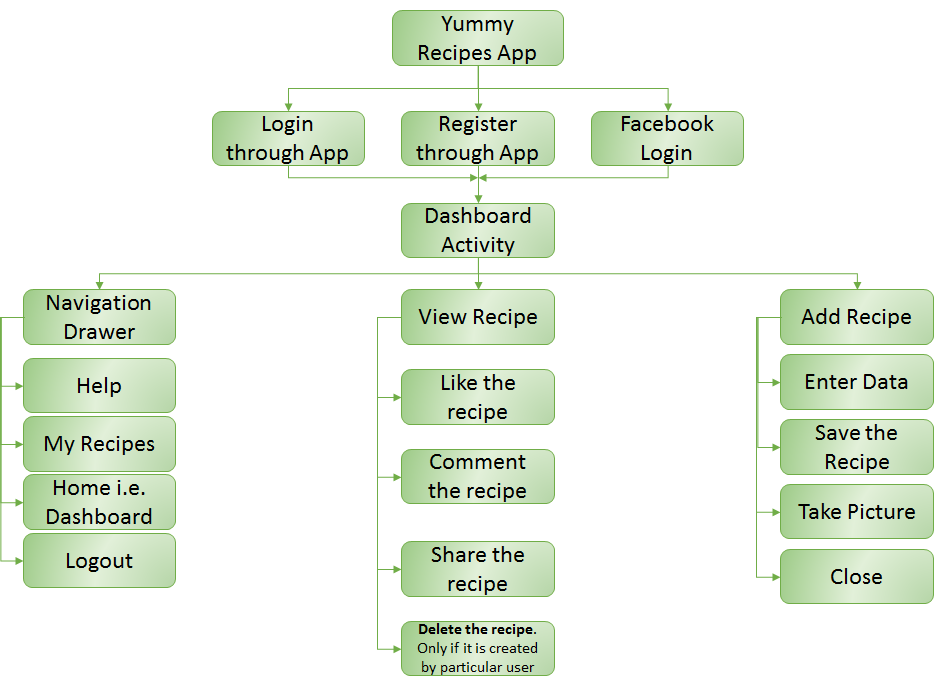 Yummy
Recipes App
Login
through App
Register
through App
Facebook
Login
Dashboard
Activity
Navigation
Drawer
Help
My Recipes
Home i.e.
Dashboard
Logout
View Recipe
Like the
recipe
Comment
the recipe
Share the
recipe
Delete the recipe.
Only if it is created
by particular user
Add Recipe
Enter Data
Save the
Recipe
Take Picture
Close